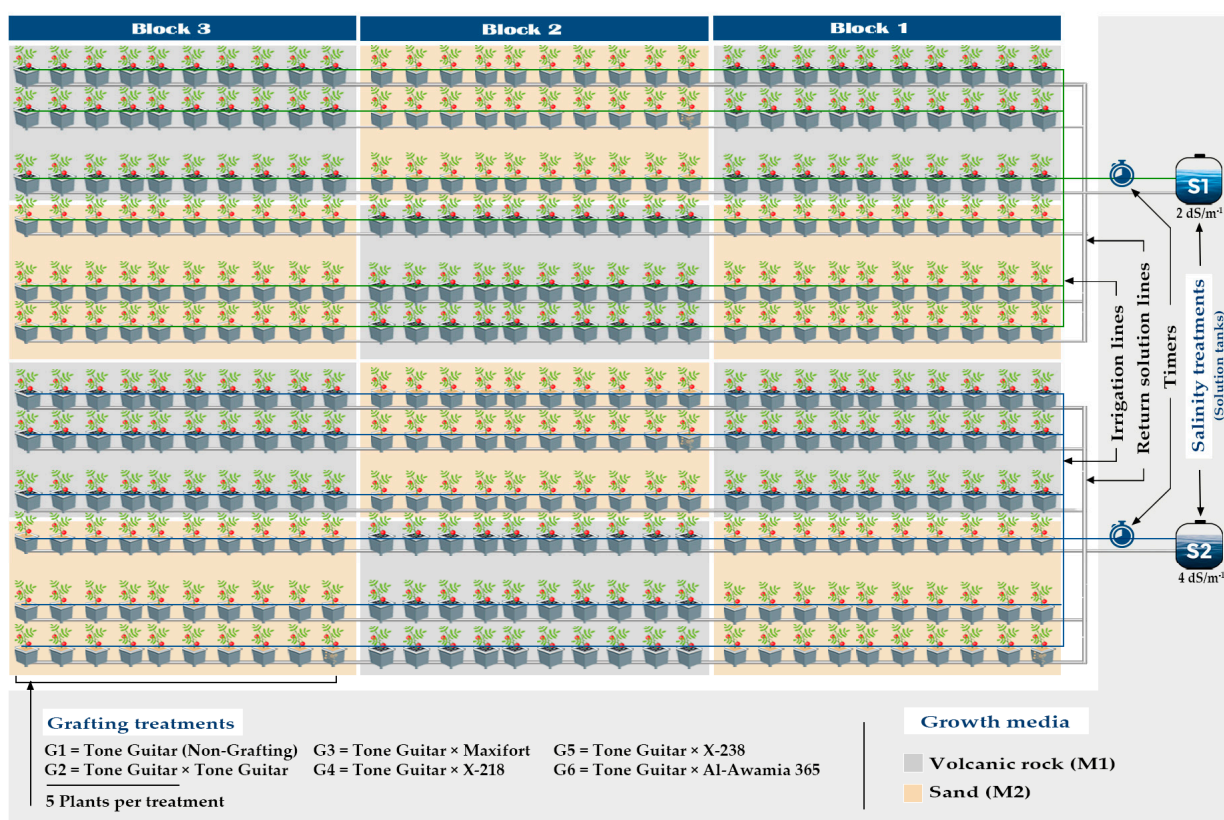 Block 3
Block 2
Block 1
S1
2 dS/m-1
Irrigation lines
Return solution lines
Timers
Salinity treatments
(Solution tanks)
S2
4 dS/m-1
Grafting treatments
G1 = Tone Guitar (Non-Grafting)
G3 = Tone Guitar × Maxifort
G5 = Tone Guitar × X-238
G2 = Tone Guitar × Tone Guitar
G4 = Tone Guitar × X-218
G6 = Tone Guitar × Al-Awamia 365
5 Plants per treatment
Growth media
Volcanic rock (M1)
Sand (M2)